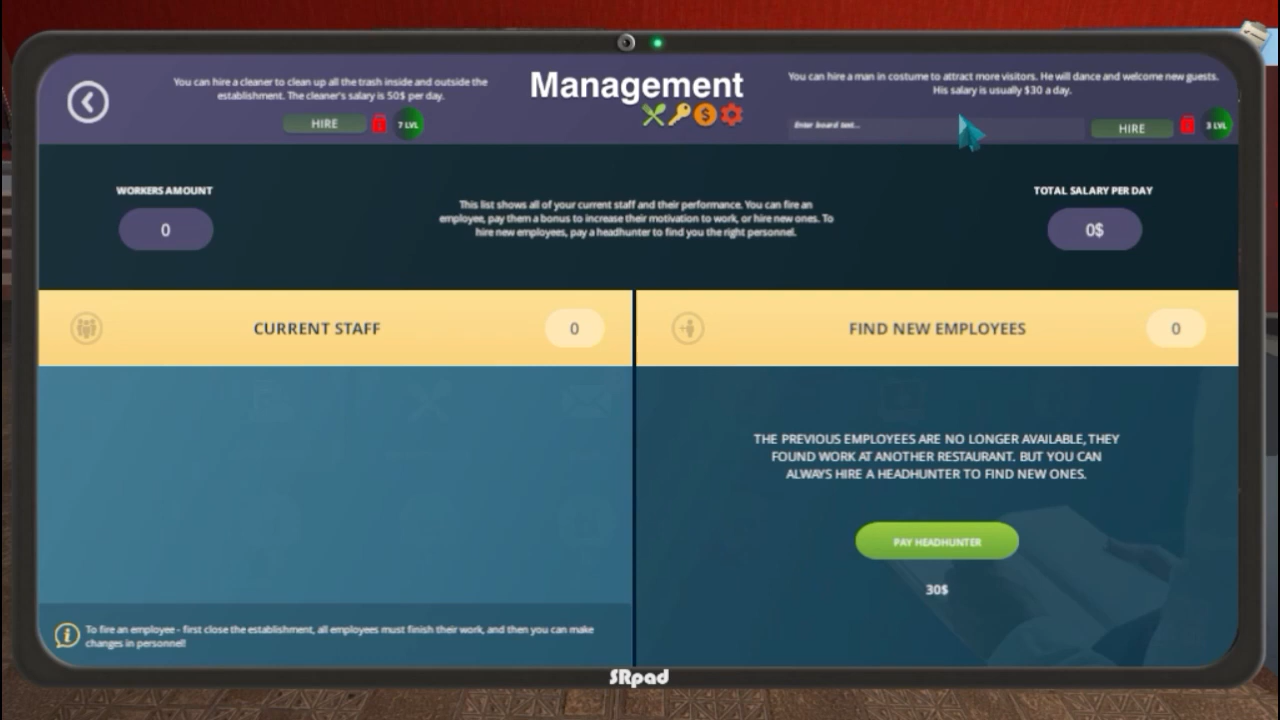 You can hire a cleaner to clean up all the trash inside and outside the
establishment. The cleaner's salary is 50$ per day.
HIRE
7 LVL
Management
You can hire a man in costume to attract more visitors. He will dance and welcome new guests.
His salary is usually $30 a day.
Enter board text...
HIRE
3 LVL
WORKERS AMOUNT
0
This list shows all of your current staff and their performance. You can fire an
employee, pay them a bonus to increase their motivation to work, or hire new ones. To
hire new employees, pay a headhunter to find you the right personnel.
TOTAL SALARY PER DAY
0$
CURRENT STAFF
0
FIND NEW EMPLOYEES
0
THE PREVIOUS EMPLOYEES ARE NO LONGER AVAILABLE, THEY
FOUND WORK AT ANOTHER RESTAURANT. BUT YOU CAN
ALWAYS HIRE A HEADHUNTER TO FIND NEW ONES.
PAY HEADHUNTER
30$
To fire an employee - first close the establishment, all employees must finish their work, and then you can make
changes in personnel!
SRpad